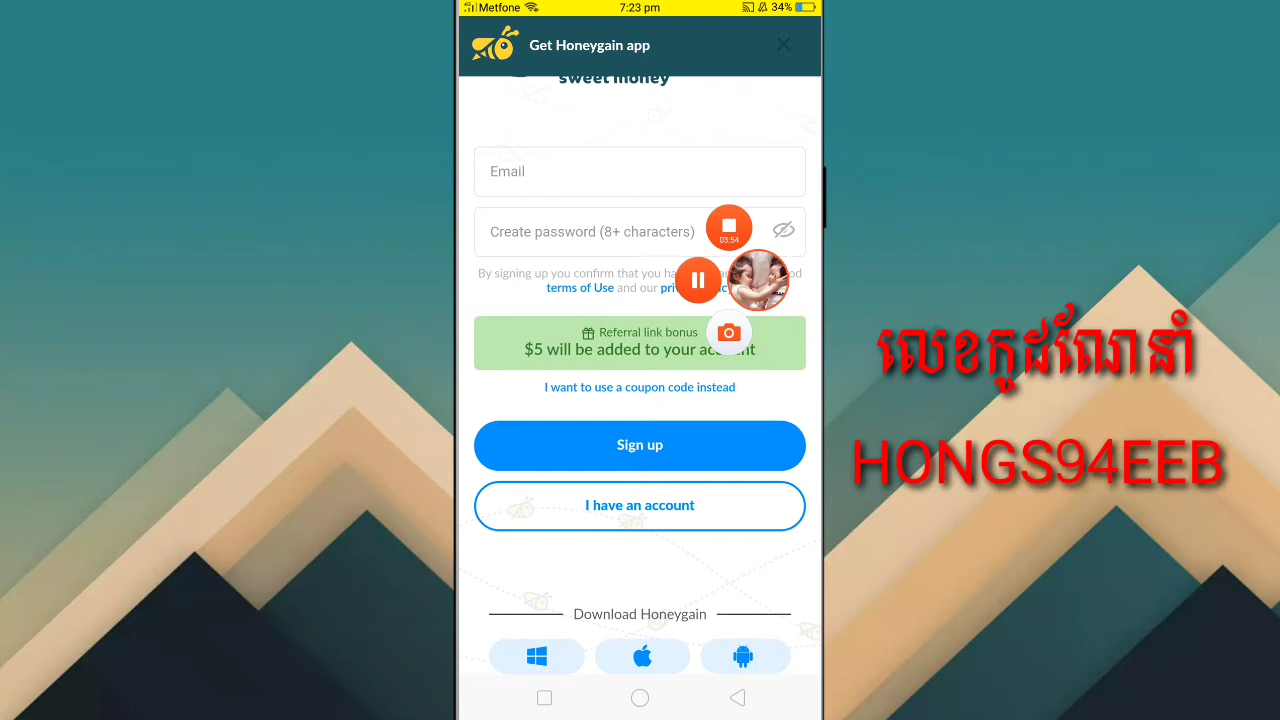 Metfone 7:23 pm 34%
Get Honeygain app
sweet money
Email
Create password (8+ characters)
03:54
By signing up you confirm that you
terms of Use and our
Referral link bonus
$5 will be added to your
I want to use a coupon code instead
Sign up
I have an account
Download Honeygain
លេខកូដណែនាំ
HONGS94EEB